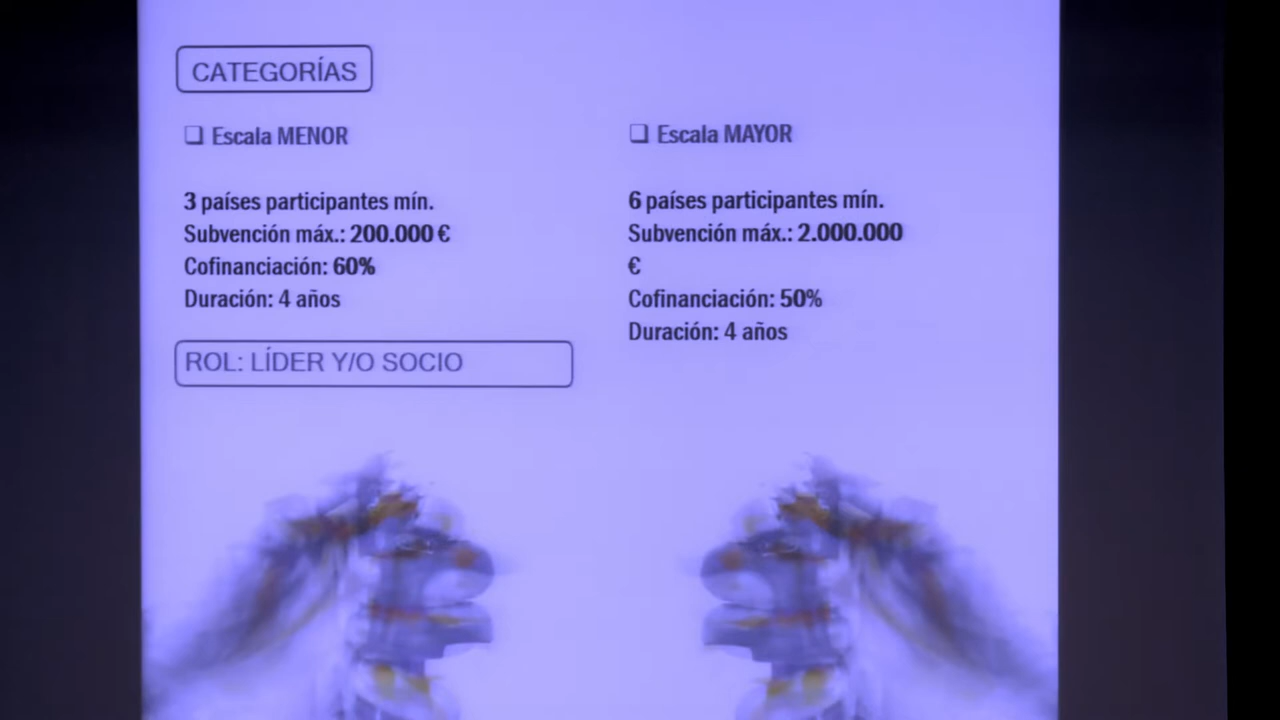 CATEGORÍAS
❑ Escala MENOR
3 países participantes mín.
Subvención máx.: 200.000 €
Cofinanciación: 60%
Duración: 4 años
ROL: LÍDER Y/O SOCIO
❑ Escala MAYOR
6 países participantes mín.
Subvención máx.: 2.000.000
€
Cofinanciación: 50%
Duración: 4 años